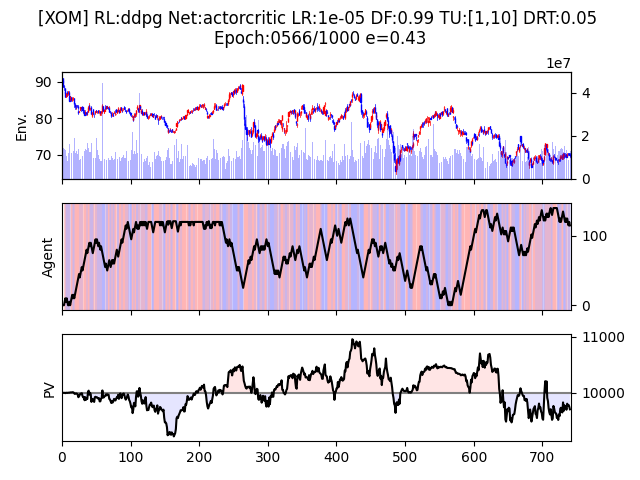 [XOM] RL:ddpg Net:actorcritic LR:1e-05 DF:0.99 TU:[1,10] DRT:0.05
Epoch:0566/1000 e=0.43
1e7
90
80
70
Env.
4
2
0
Agent
100
0
PV
11000
10000
0 100 200 300 400 500 600 700